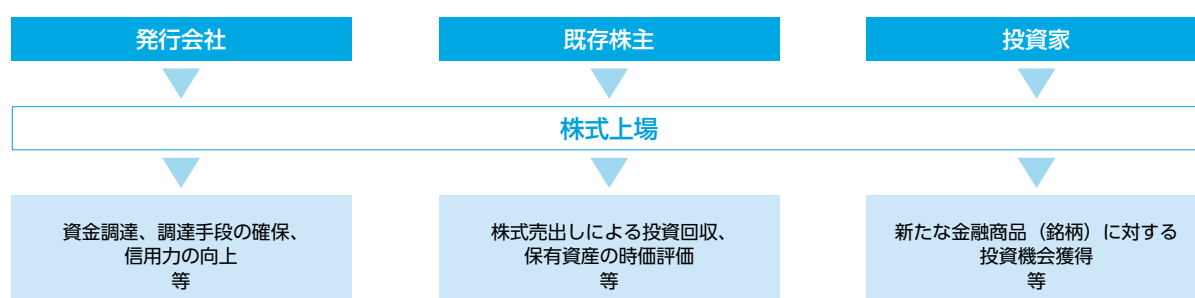 発行会社
既存株主
投資家
株式上場
資金調達、調達手段の確保、
信用力の向上
等
株式売出しによる投資回収、
保有資産の時価評価
等
新たな金融商品（銘柄）に対する
投資機会獲得
等